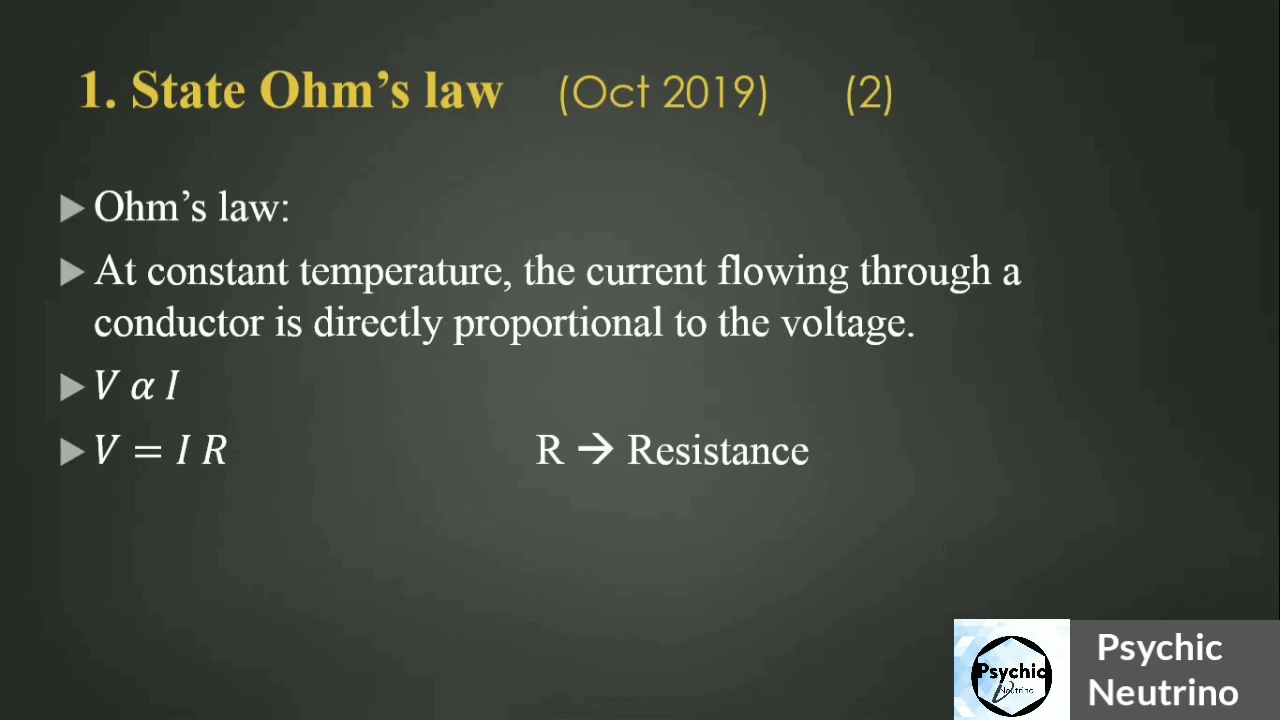 1. State Ohm’s law (Oct 2019) (2)
Ohm’s law:
At constant temperature, the current flowing through a
conductor is directly proportional to the voltage.
V α I
V = I R R → Resistance
Psychic
Neutrino
Psychic
Neutrino